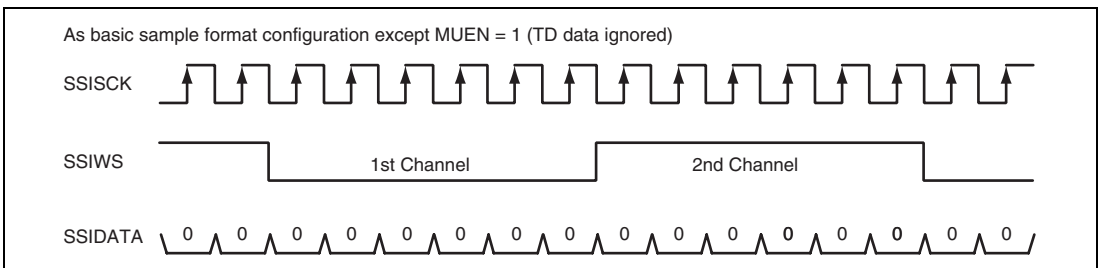 As basic sample format configuration except MUEN = 1 (TD data ignored)
SSISCK
SSIWS 1st Channel 2nd Channel
SSIDATA 0 0 0 0 0 0 0 0 0 0 0 0 0 0 0 0